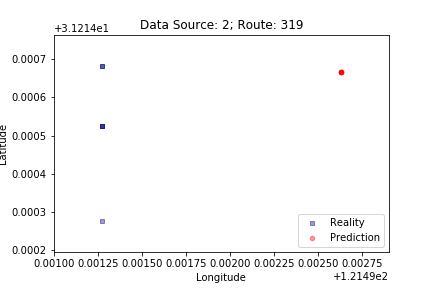 Data Source: 2; Route: 319
+3.1214e1
0.0007
0.0006
0.0005
0.0004
0.0003
0.0002
Latitude
0.00100 0.00125 0.00150 0.00175 0.00200 0.00225 0.00250 0.00275
Longitude
+1.2149e2
Reality
Prediction